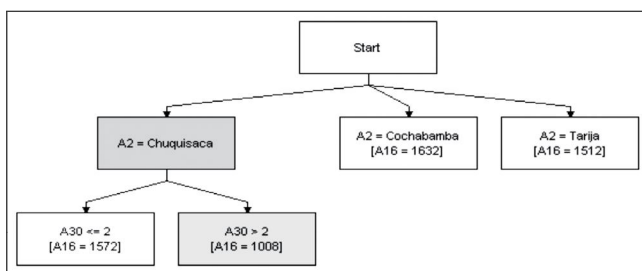 Start
A2 = Chuquisaca
A2 = Cochabamba
[A16 = 1632]
A2 = Tarija
[A16 = 1512]
A30 <= 2
[A16 = 1572]
A30 > 2
[A16 = 1008]